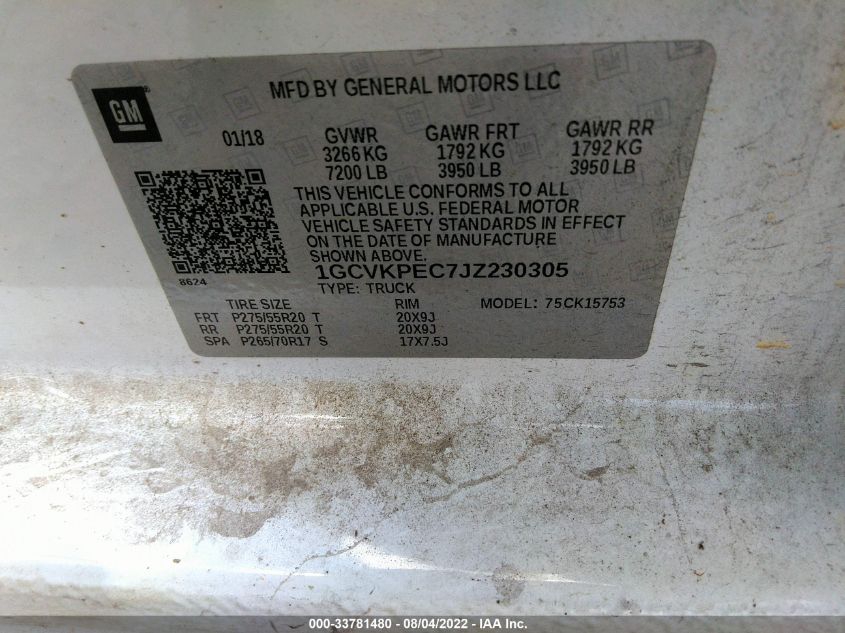 GM
MFD BY GENERAL MOTORS LLC
01/18 GVWR GAWR FRT GAWR RR
3266 KG 1792 KG 1792 KG
7200 LB 3950 LB 3950 LB
THIS VEHICLE CONFORMS TO ALL
APPLICABLE U.S. FEDERAL MOTOR
VEHICLE SAFETY STANDARDS IN EFFECT
ON THE DATE OF MANUFACTURE
SHOWN ABOVE.
8624
1GCVKPEC7JZ230305
TYPE: TRUCK
TIRE SIZE RIM MODEL: 75CK15753
FRT P275/55R20 T 20X9J
RR P275/55R20 T 20X9J
SPA P265/70R17 S 17X7.5J
000-33781480 - 08/04/2022 - IAA Inc.